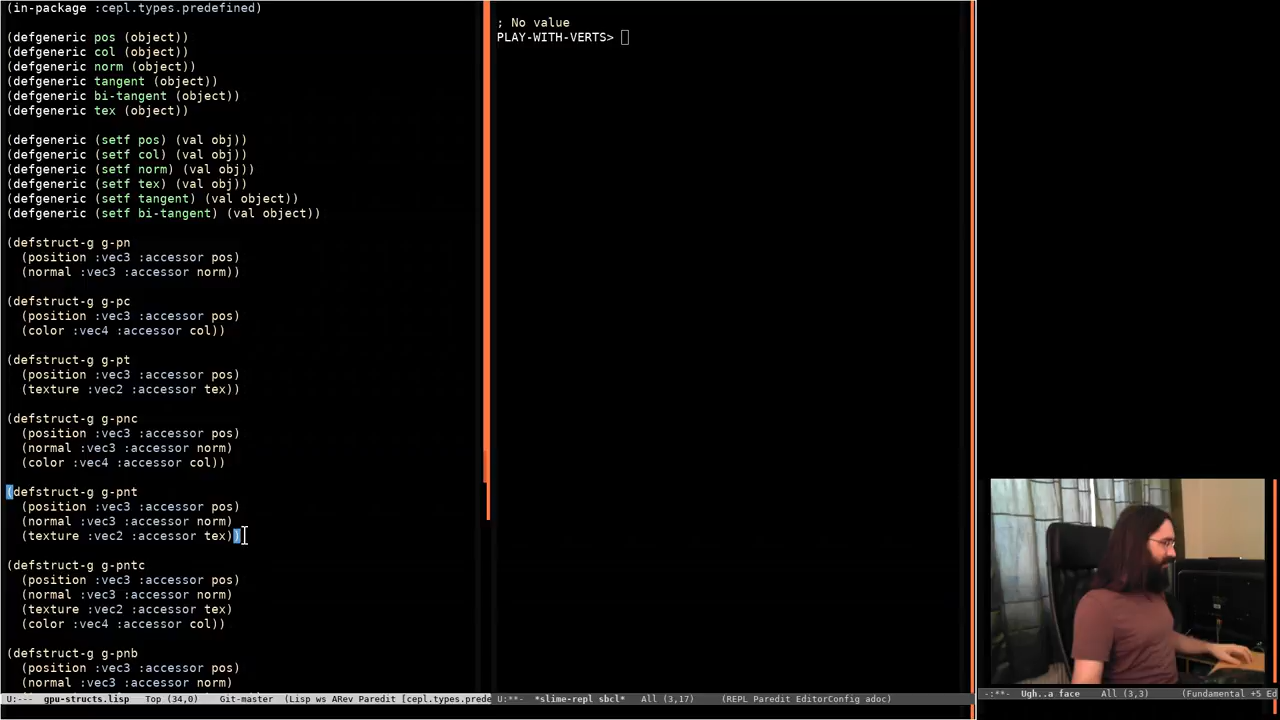 (in-package :cepl.types.predefined)
(defgeneric pos (object))
(defgeneric col (object))
(defgeneric norm (object))
(defgeneric tangent (object))
(defgeneric bi-tangent (object))
(defgeneric tex (object))
(defgeneric (setf pos) (val obj))
(defgeneric (setf col) (val obj))
(defgeneric (setf norm) (val obj))
(defgeneric (setf tex) (val obj))
(defgeneric (setf tangent) (val object))
(defgeneric (setf bi-tangent) (val object))
(defstruct-g g-pn
(position :vec3 :accessor pos)
(normal :vec3 :accessor norm))
(defstruct-g g-pc
(position :vec3 :accessor pos)
(color :vec4 :accessor col))
(defstruct-g g-pt
(position :vec3 :accessor pos)
(texture :vec2 :accessor tex))
(defstruct-g g-pnc
(position :vec3 :accessor pos)
(normal :vec3 :accessor norm)
(color :vec4 :accessor col))
(defstruct-g g-pnt
(position :vec3 :accessor pos)
(normal :vec3 :accessor norm)
(texture :vec2 :accessor tex))
(defstruct-g g-pntc
(position :vec3 :accessor pos)
(normal :vec3 :accessor norm)
(texture :vec2 :accessor tex)
(color :vec4 :accessor col))
(defstruct-g g-pnb
(position :vec3 :accessor pos)
(normal :vec3 :accessor norm)
U:--- gpu-structs.lisp Top (34,0) Git-master (Lisp ws ARev Paredit [cepl.types.prede
; No value
PLAY-WITH-VERTS>
U:**- *slime-repl sbcl* All (3,17) (REPL Paredit EditorConfig adoc)
-:**- Ugh..a face All (3,3) (Fundamental +5 Ed